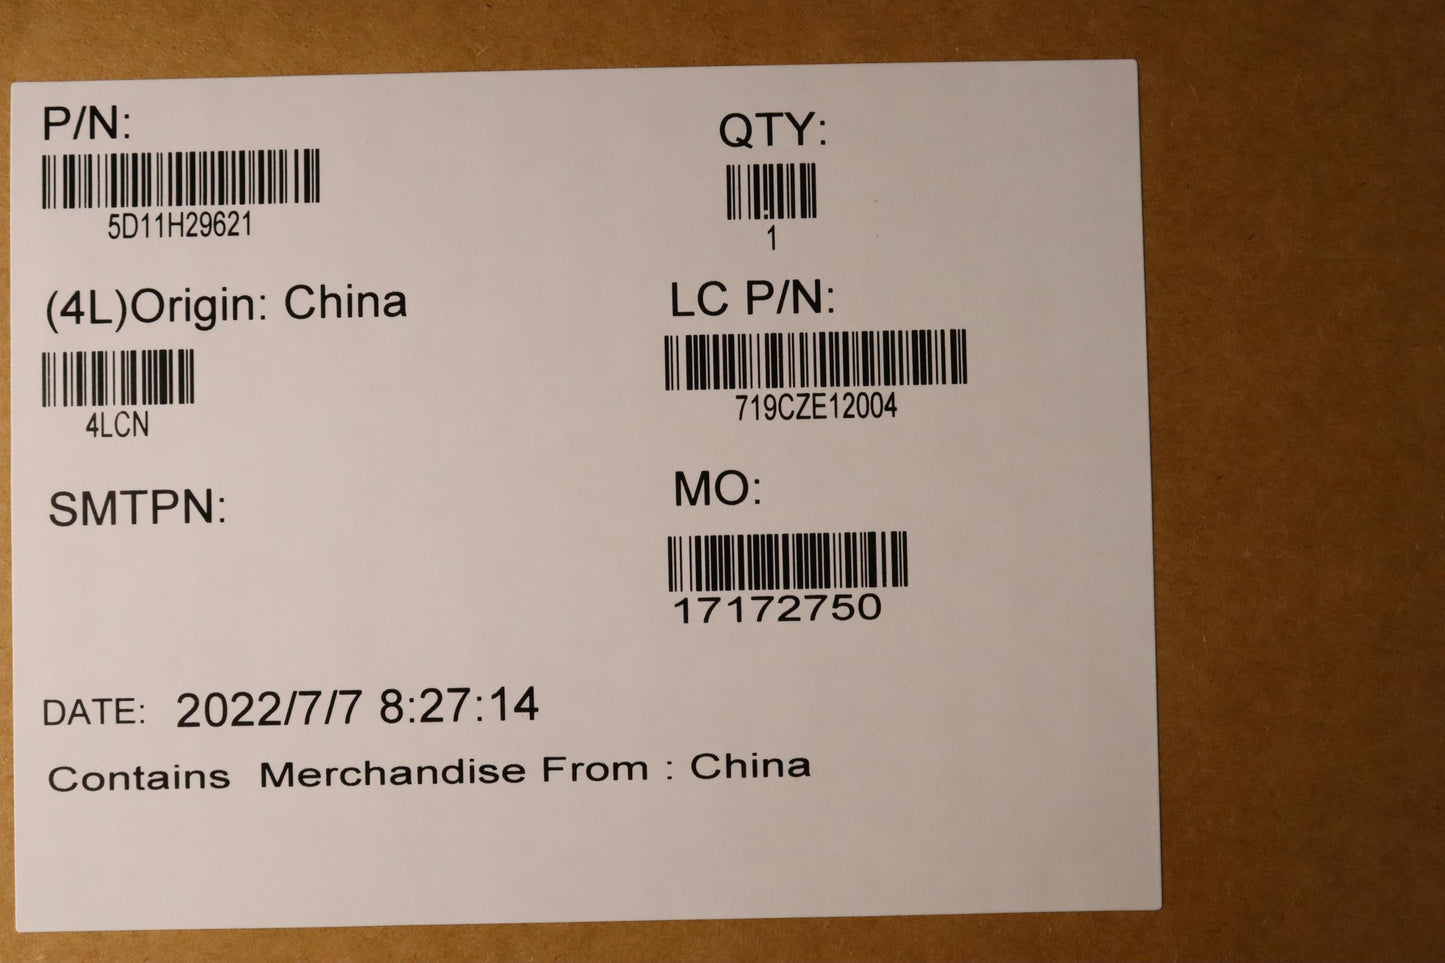 P/N:
5D11H29621
QTY:
1
(4L)Origin: China
4LCN
LC P/N:
719CZE12004
SMTPN:
MO:
17172750
DATE: 2022/7/7 8:27:14
Contains Merchandise From : China